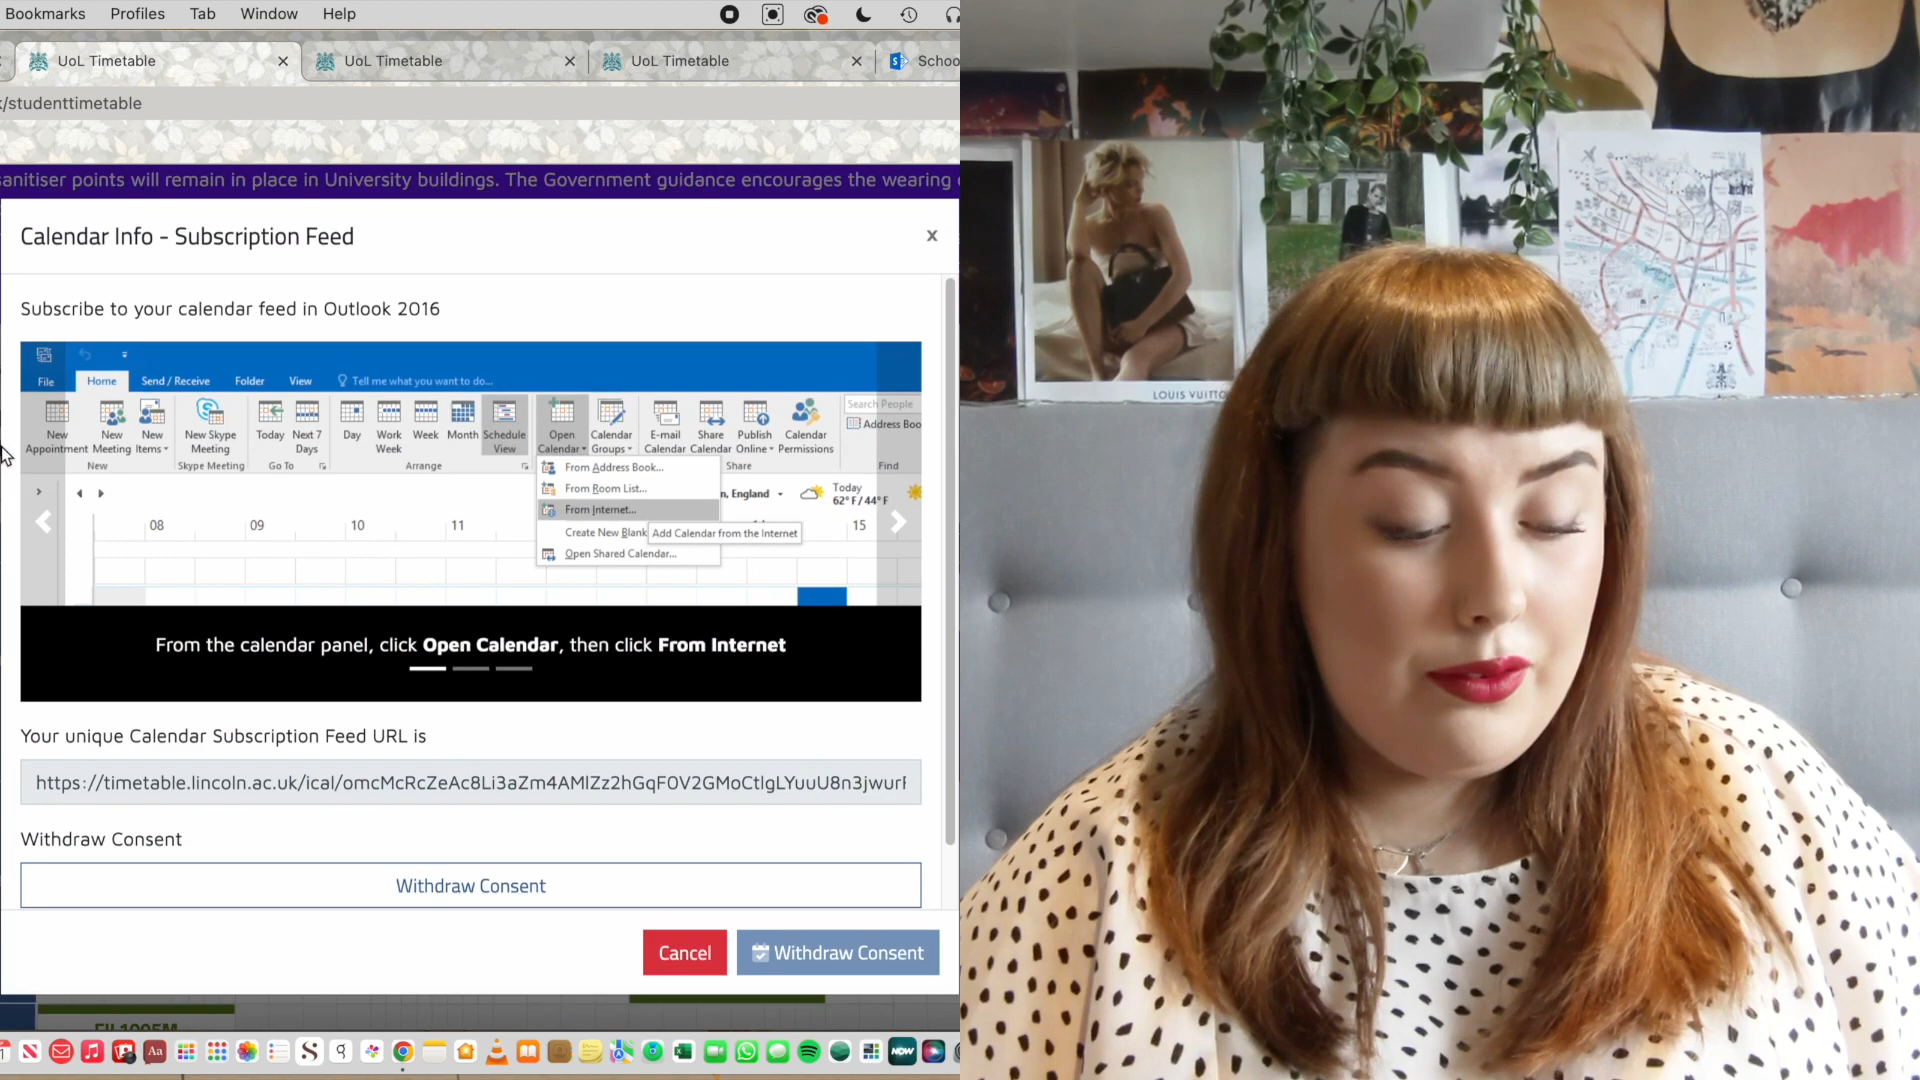 Bookmarks Profiles Tab Window Help
UoL Timetable UoL Timetable UoL Timetable Schoo
/studenttimetable
sanitiser points will remain in place in University buildings. The Government guidance encourages the wearing
Calendar Info - Subscription Feed x
Subscribe to your calendar feed in Outlook 2016
File Home Send / Receive Folder View Tell me what you want to do...
New Appointment New Meeting New Items New Skype Meeting Today Next 7 Days Day Work Week Week Month Schedule View Open Calendar Calendar Groups E-mail Calendar Share Calendar Publish Online Calendar Permissions Search People Address Boo
New Skype Meeting Go To Arrange Share Find
From Address Book...
From Room List...
From Internet...
Create New Blank
Add Calendar from the Internet
Open Shared Calendar...
n, England Today 62°F / 44°F
08 09 10 11 15
From the calendar panel, click Open Calendar, then click From Internet
Your unique Calendar Subscription Feed URL is
https://timetable.lincoln.ac.uk/ical/omcMcRcZeAc8Li3aZm4AMlZz2hGqF0V2GMoCtlgLYuuU8n3jwur
Withdraw Consent
Withdraw Consent
Cancel Withdraw Consent
Aa NOW
LOUIS VUITTO